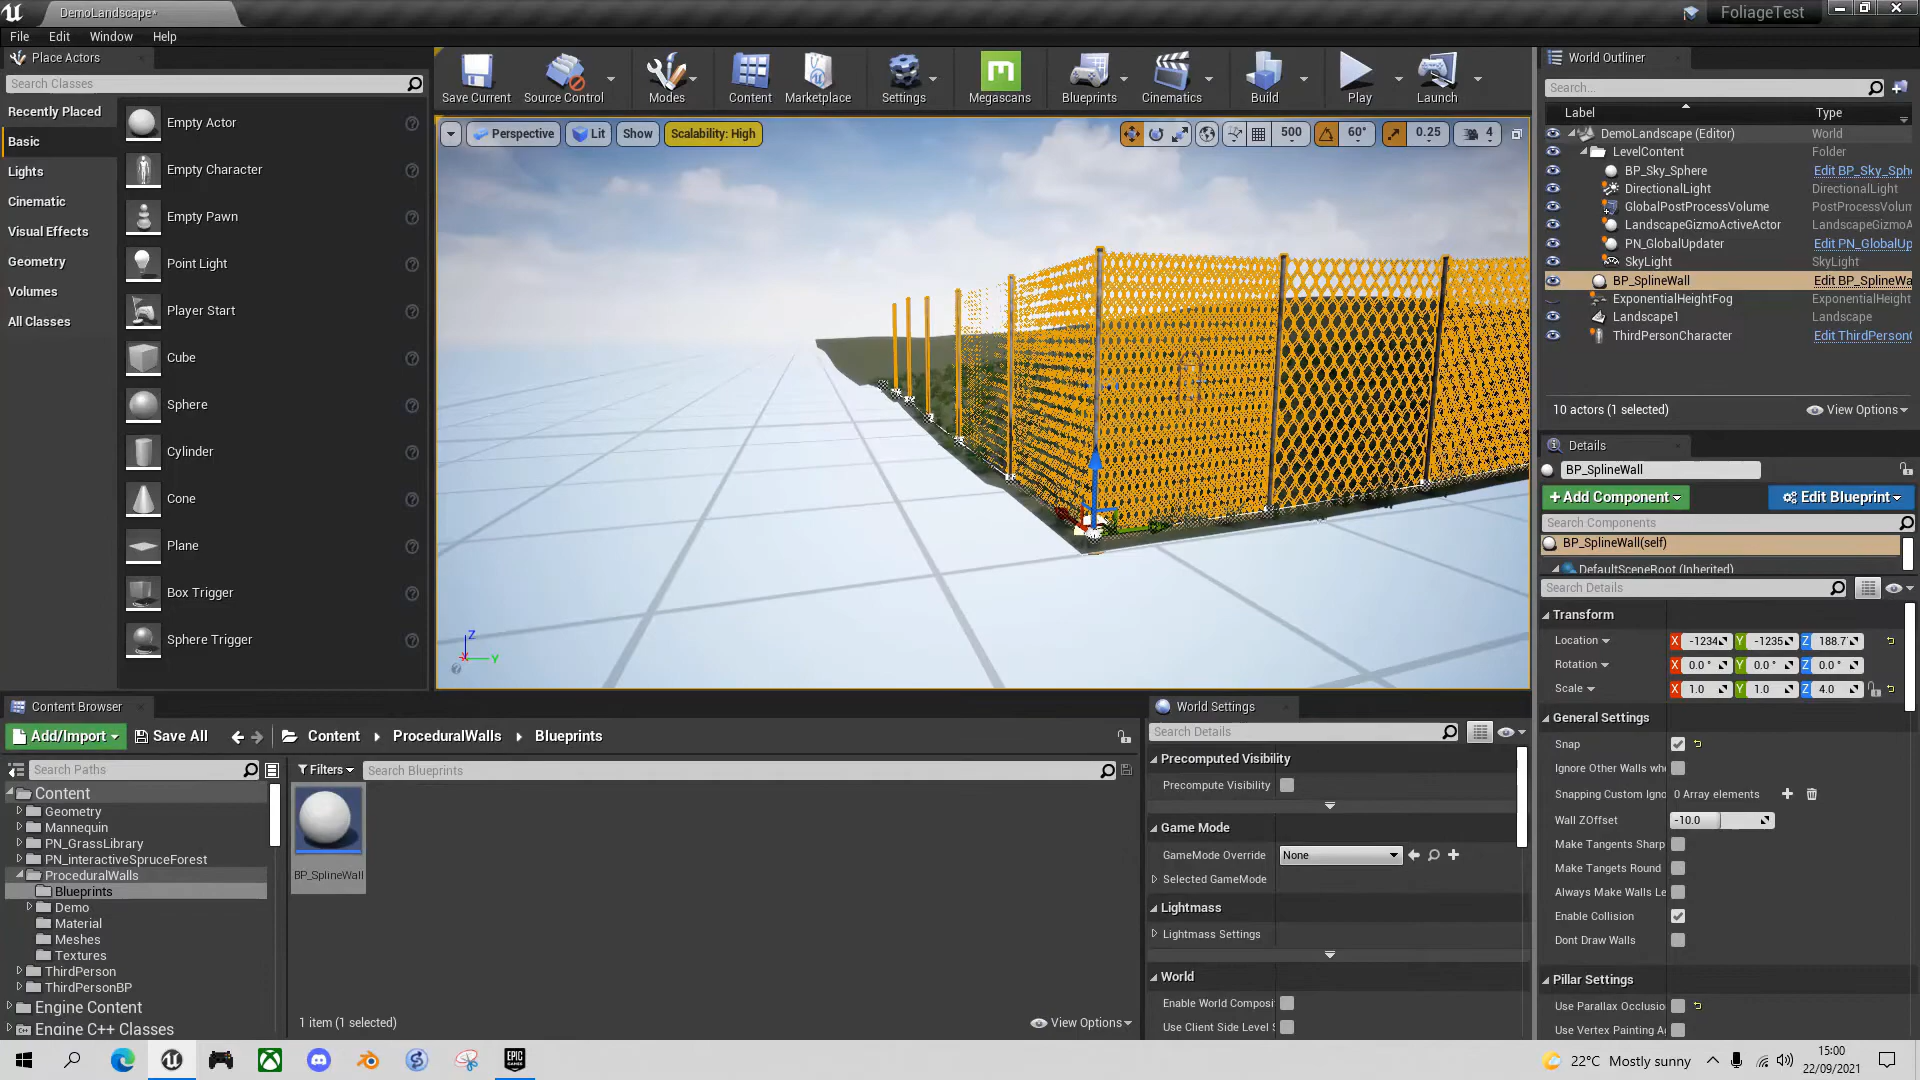 DemoLandscape*
FoliageTest
File Edit Window Help
Place Actors
Search Classes
Recently Placed
Basic
Lights
Cinematic
Visual Effects
Geometry
Volumes
All Classes
Empty Actor
Empty Character
Empty Pawn
Point Light
Player Start
Cube
Sphere
Cylinder
Cone
Plane
Box Trigger
Sphere Trigger
Save Current Source Control Modes Content Marketplace Settings Megascans Blueprints Cinematics Build Play Launch
Perspective Lit Show Scalability: High 500 60° 0.25 4
Z
X Y
World Outliner
Search...
Label Type
DemoLandscape (Editor) World
LevelContent Folder
BP_Sky_Sphere Edit BP_Sky_Sph
DirectionalLight DirectionalLight
GlobalPostProcessVolume PostProcessVolum
LandscapeGizmoActiveActor LandscapeGizmoA
PN_GlobalUpdater Edit PN_GlobalUp
SkyLight SkyLight
BP_SplineWall Edit BP_SplineWa
ExponentialHeightFog ExponentialHeight
Landscape1 Landscape
ThirdPersonCharacter Edit ThirdPerson
10 actors (1 selected) View Options
Details
BP_SplineWall
+ Add Component Edit Blueprint
Search Components
BP_SplineWall(self)
DefaultSceneRoot (Inherited)
Search Details
Transform
Location X -1234 Y -1235 Z 188.7
Rotation X 0.0 ° Y 0.0 ° Z 0.0 °
Scale X 1.0 Y 1.0 Z 4.0
General Settings
Snap
Ignore Other Walls wh
Snapping Custom Igno 0 Array elements
Wall ZOffset -10.0
Make Tangents Sharp
Make Tangets Round
Always Make Walls Le
Enable Collision
Dont Draw Walls
Pillar Settings
Use Parallax Occlusio
Use Vertex Painting A
Content Browser
Add/Import Save All Content ProceduralWalls Blueprints
Search Paths
Filters Search Blueprints
Content
Geometry
Mannequin
PN_GrassLibrary
PN_interactiveSpruceForest
ProceduralWalls
Blueprints
Demo
Material
Meshes
Textures
ThirdPerson
ThirdPersonBP
Engine Content
Engine C++ Classes
BP_SplineWall
1 item (1 selected) View Options
World Settings
Search Details
Precomputed Visibility
Precompute Visibility
Game Mode
GameMode Override None
Selected GameMode
Lightmass
Lightmass Settings
World
Enable World Composi
Use Client Side Level S
EPIC GAMES
22°C Mostly sunny
15:00
22/09/2021